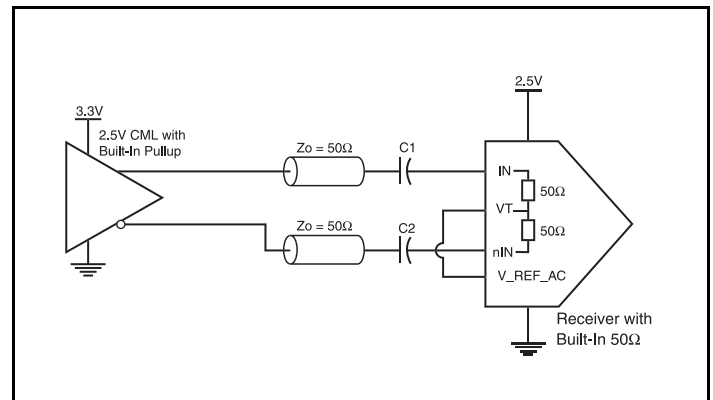 2.5V
3.3V
2.5V CML with
Built-In Pullup
Zo = 50Ω
C1
IN
50Ω
VT
50Ω
Zo = 50Ω
C2
nIN
V_REF_AC
Receiver with
Built-In 50Ω